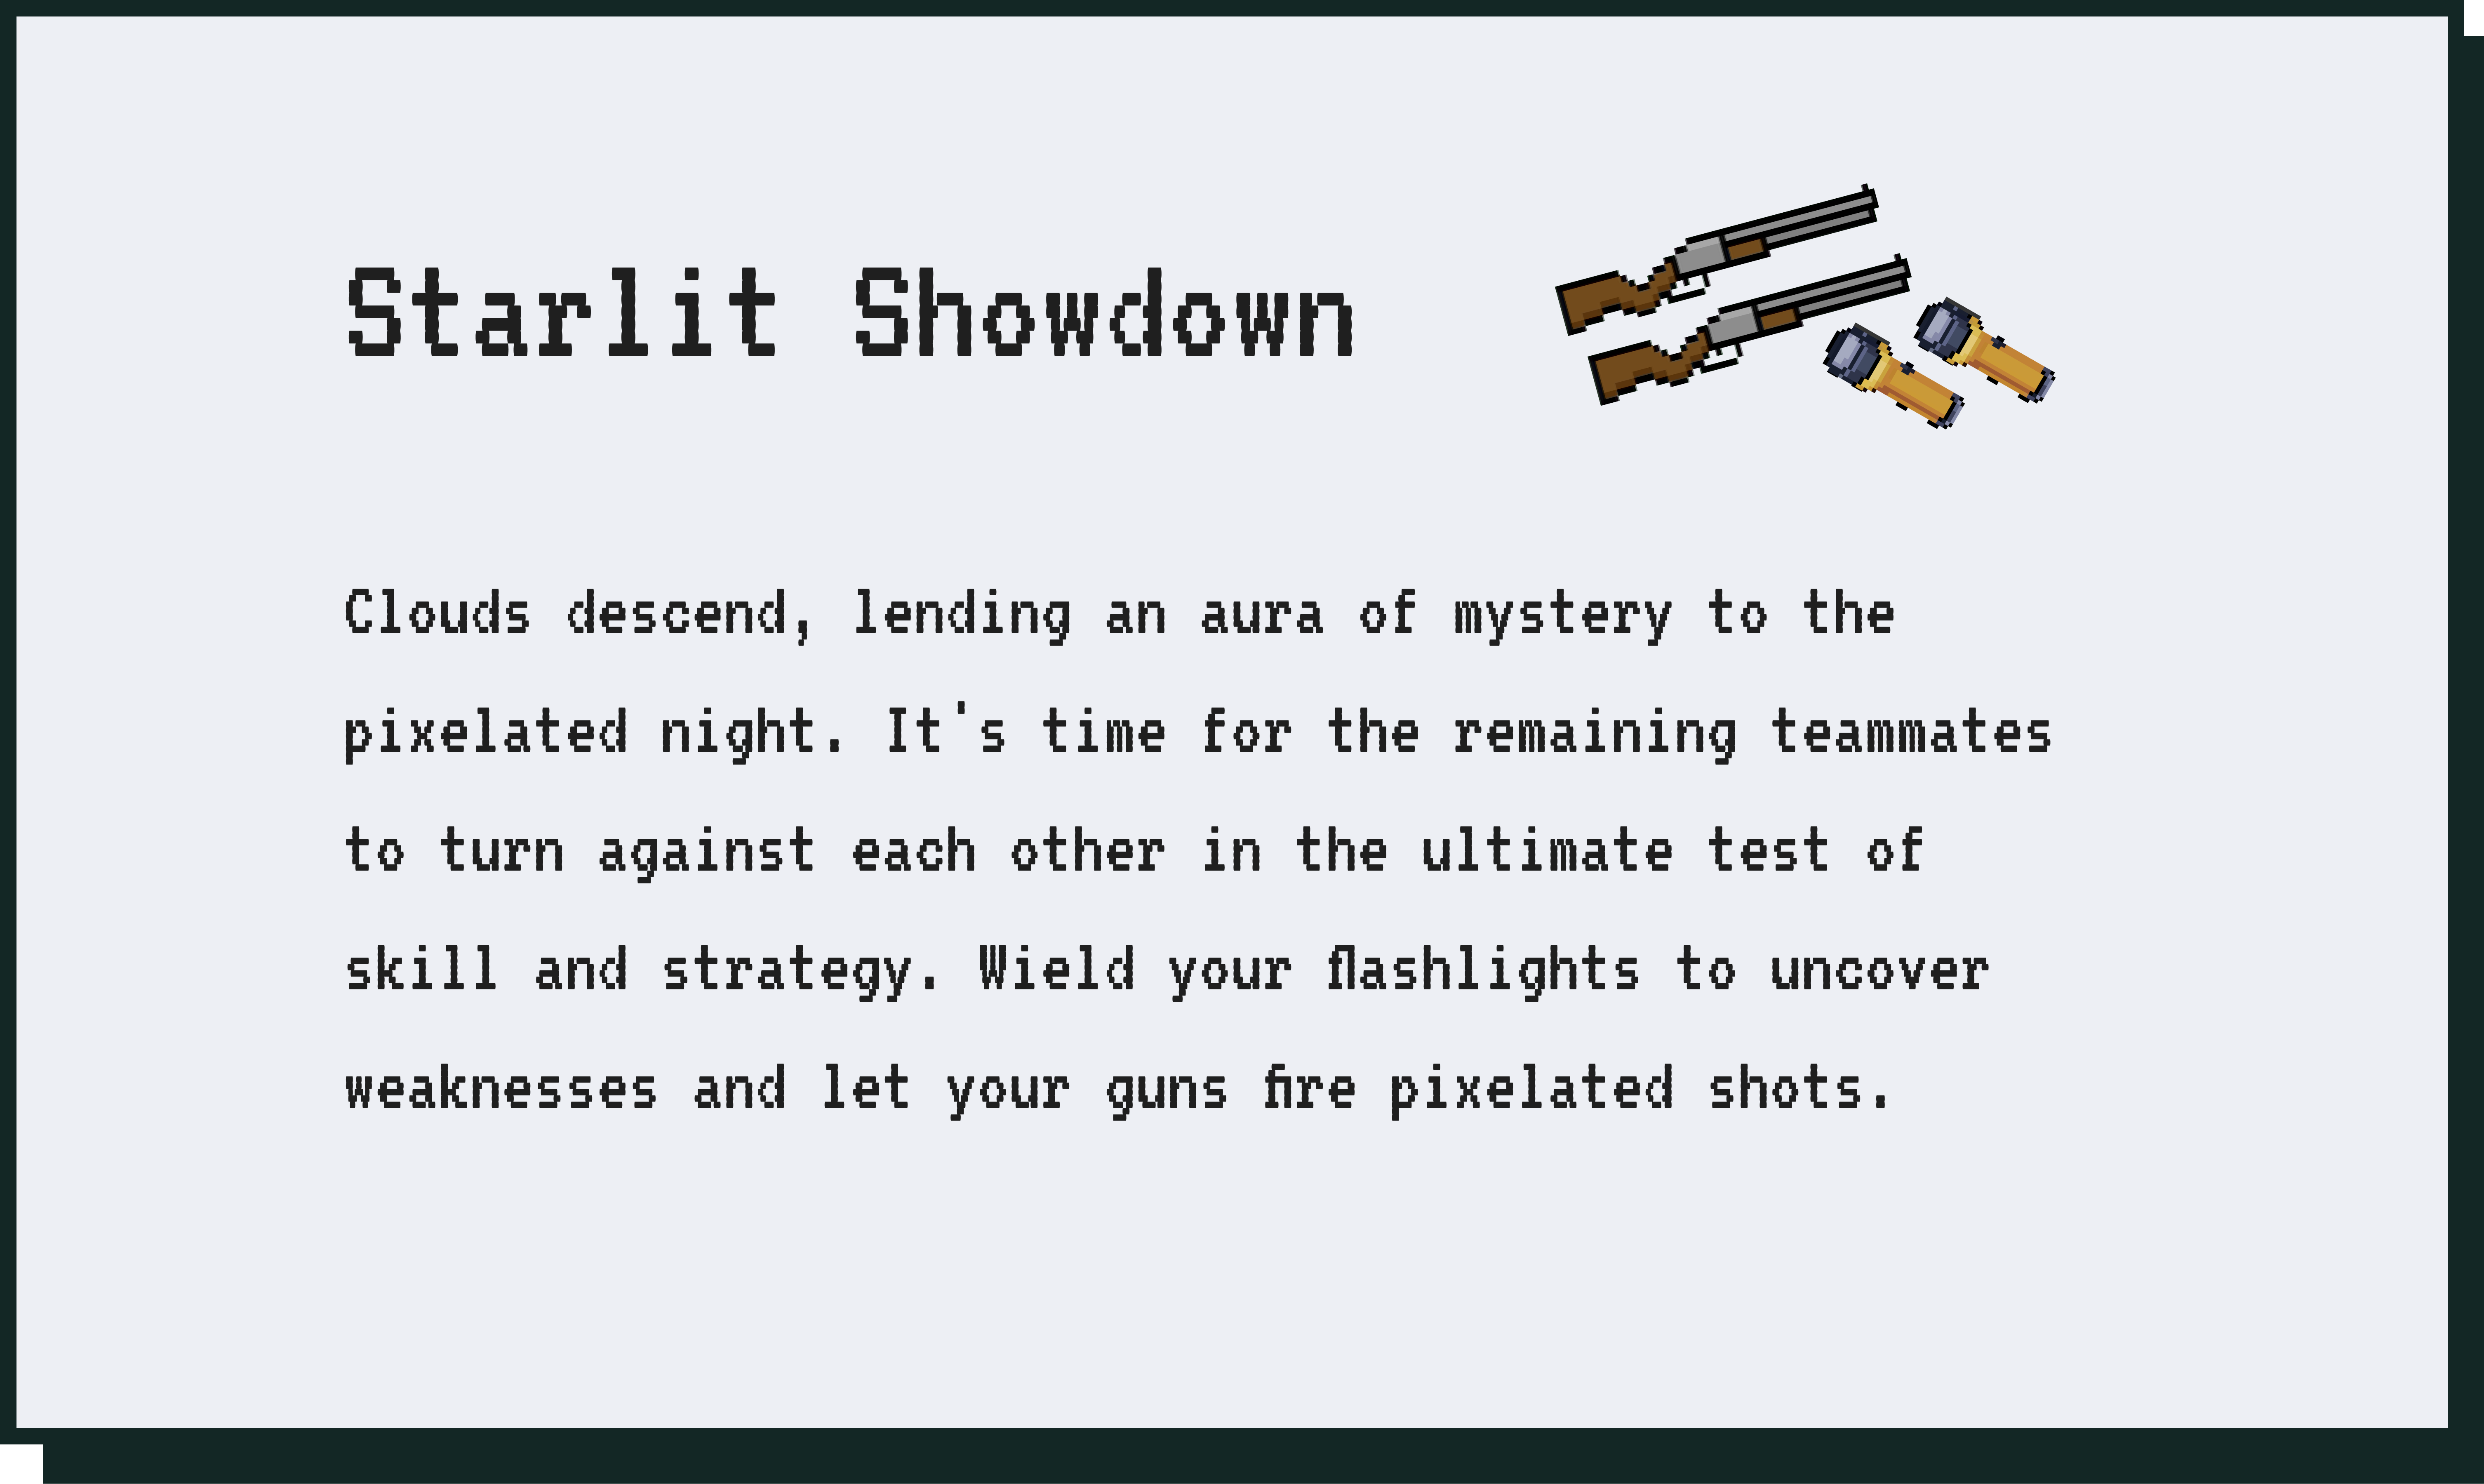 Starlit Showdown
Clouds descend, lending an aura of mystery to the
pixelated night. It's time for the remaining teammates
to turn against each other in the ultimate test of
skill and strategy. Wield your flashlights to uncover
weaknesses and let your guns fire pixelated shots.